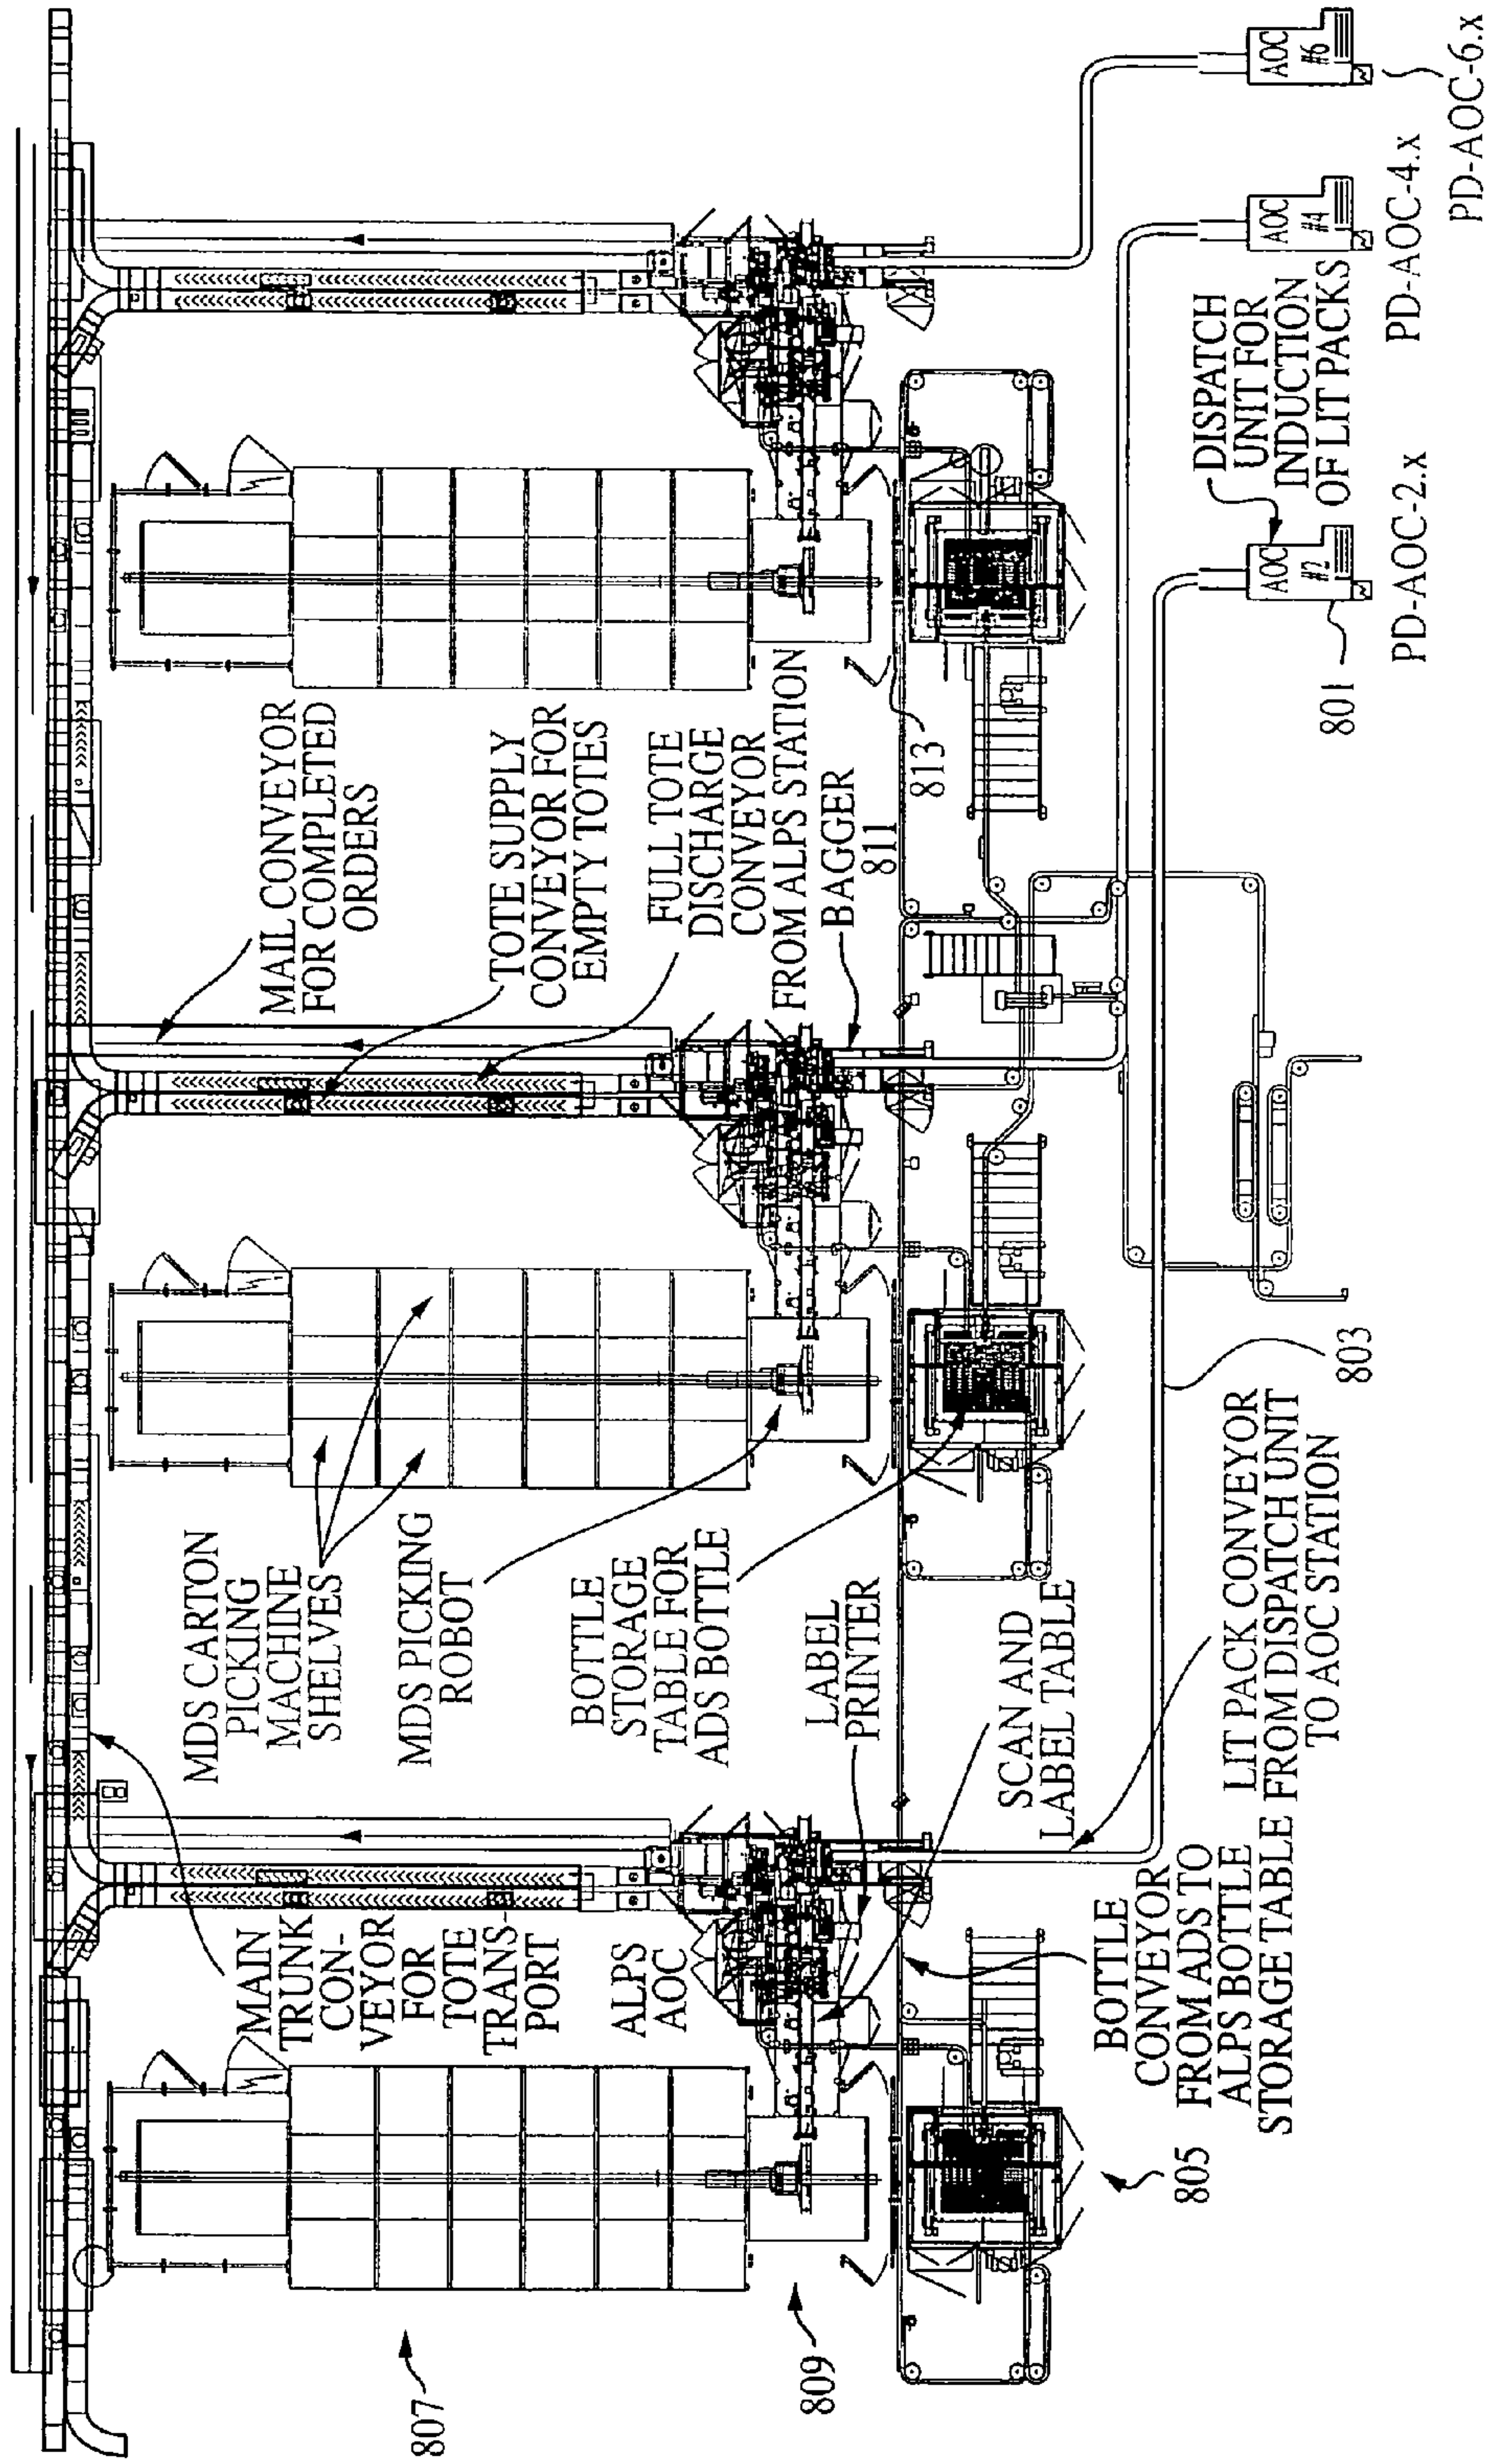 MAIL CONVEYOR
FOR COMPLETED
ORDERS
TOTE SUPPLY
CONVEYOR FOR
EMPTY TOTES
FULL TOTE
DISCHARGE
CONVEYOR
FROM ALPS STATION
BAGGER
811
813
MDS CARTON
PICKING
MACHINE
SHELVES
MDS PICKING
ROBOT
BOTTLE
STORAGE
TABLE FOR
ADS BOTTLE
LABEL
PRINTER
SCAN AND
LABEL TABLE
MAIN
TRUNK
CON-
VEYOR
FOR
TOTE
TRANS-
PORT
ALPS
AOC
807
809
805
BOTTLE
CONVEYOR
FROM ADS TO
ALPS BOTTLE
STORAGE TABLE
LIT PACK CONVEYOR
FROM DISPATCH UNIT
TO AOC STATION
803
801
DISPATCH
UNIT FOR
INDUCTION
OF LIT PACKS
AOC
#2
AOC
#4
AOC
#6
PD-AOC-2.x
PD-AOC-4.x
PD-AOC-6.x